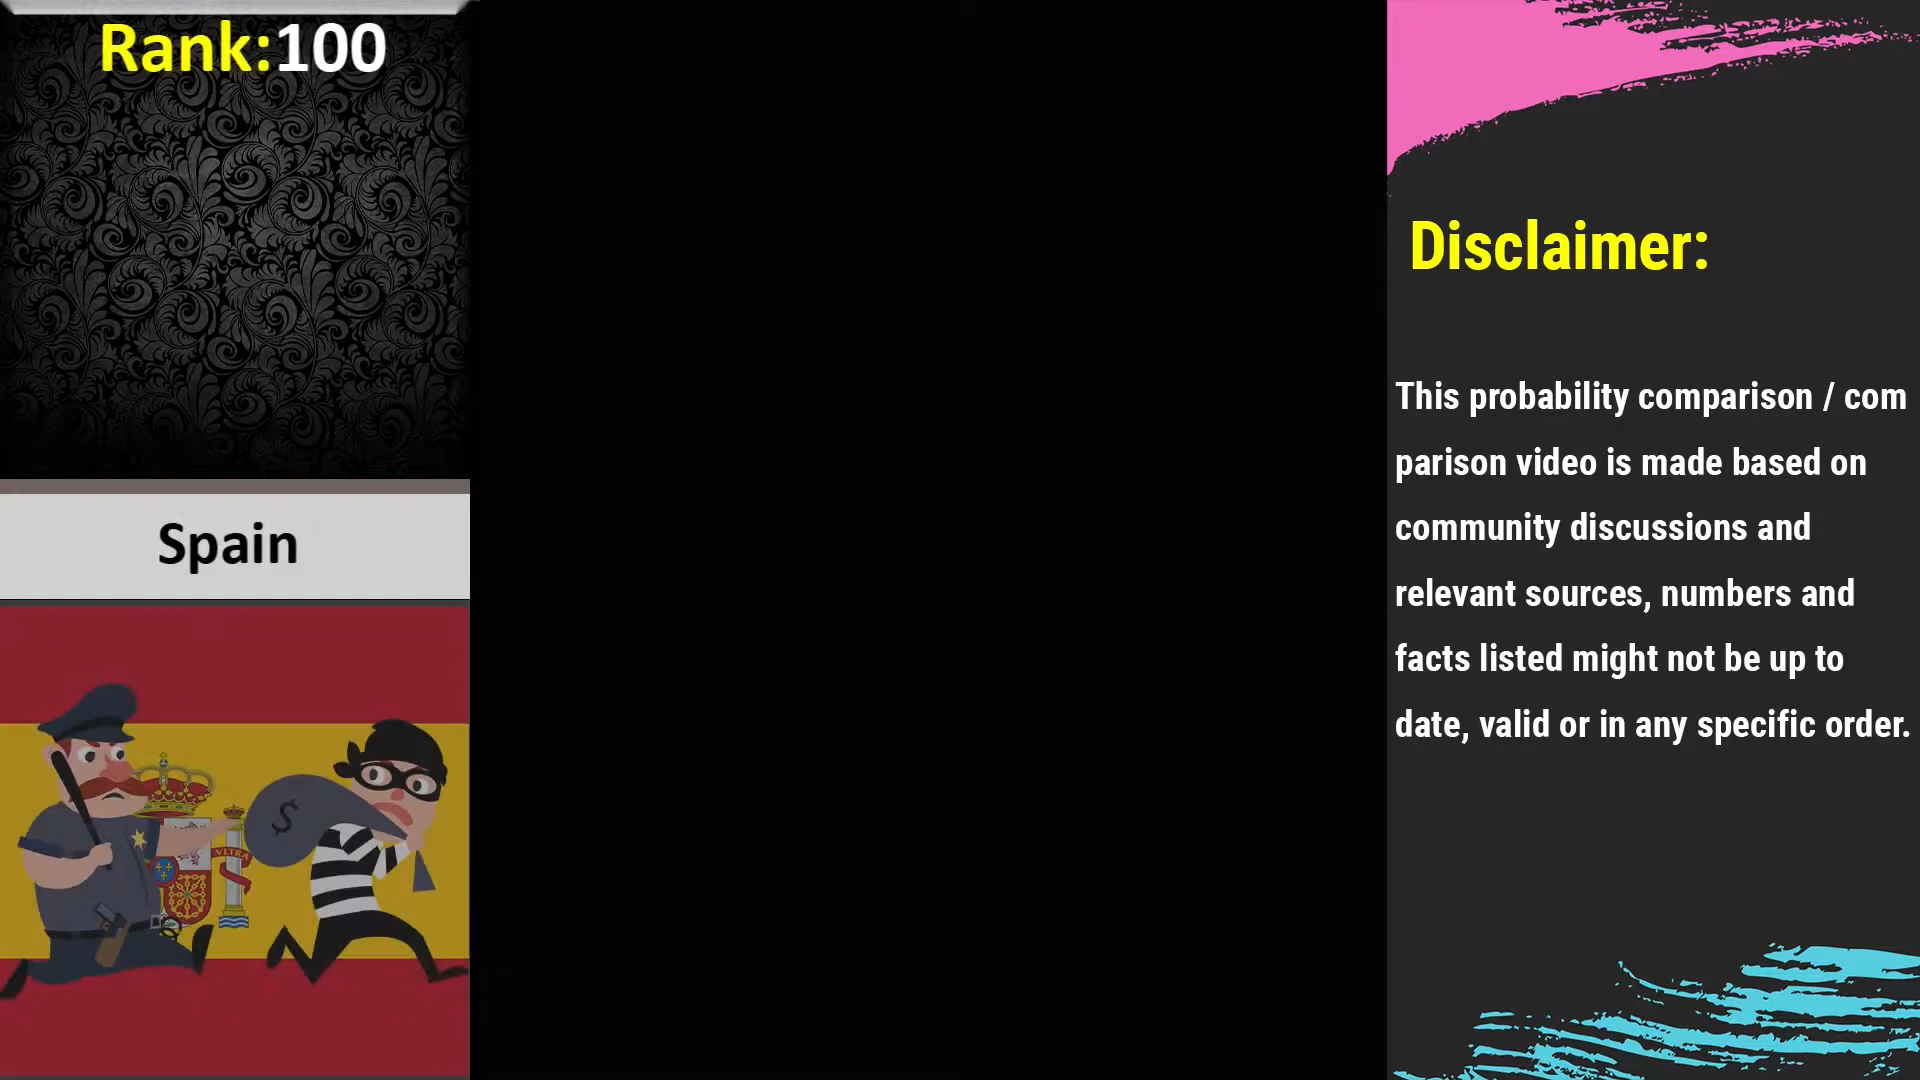 Rank:100
Spain
$
VLTRA
Disclaimer:
This probability comparison / com
parison video is made based on
community discussions and
relevant sources, numbers and
facts listed might not be up to
date, valid or in any specific order.